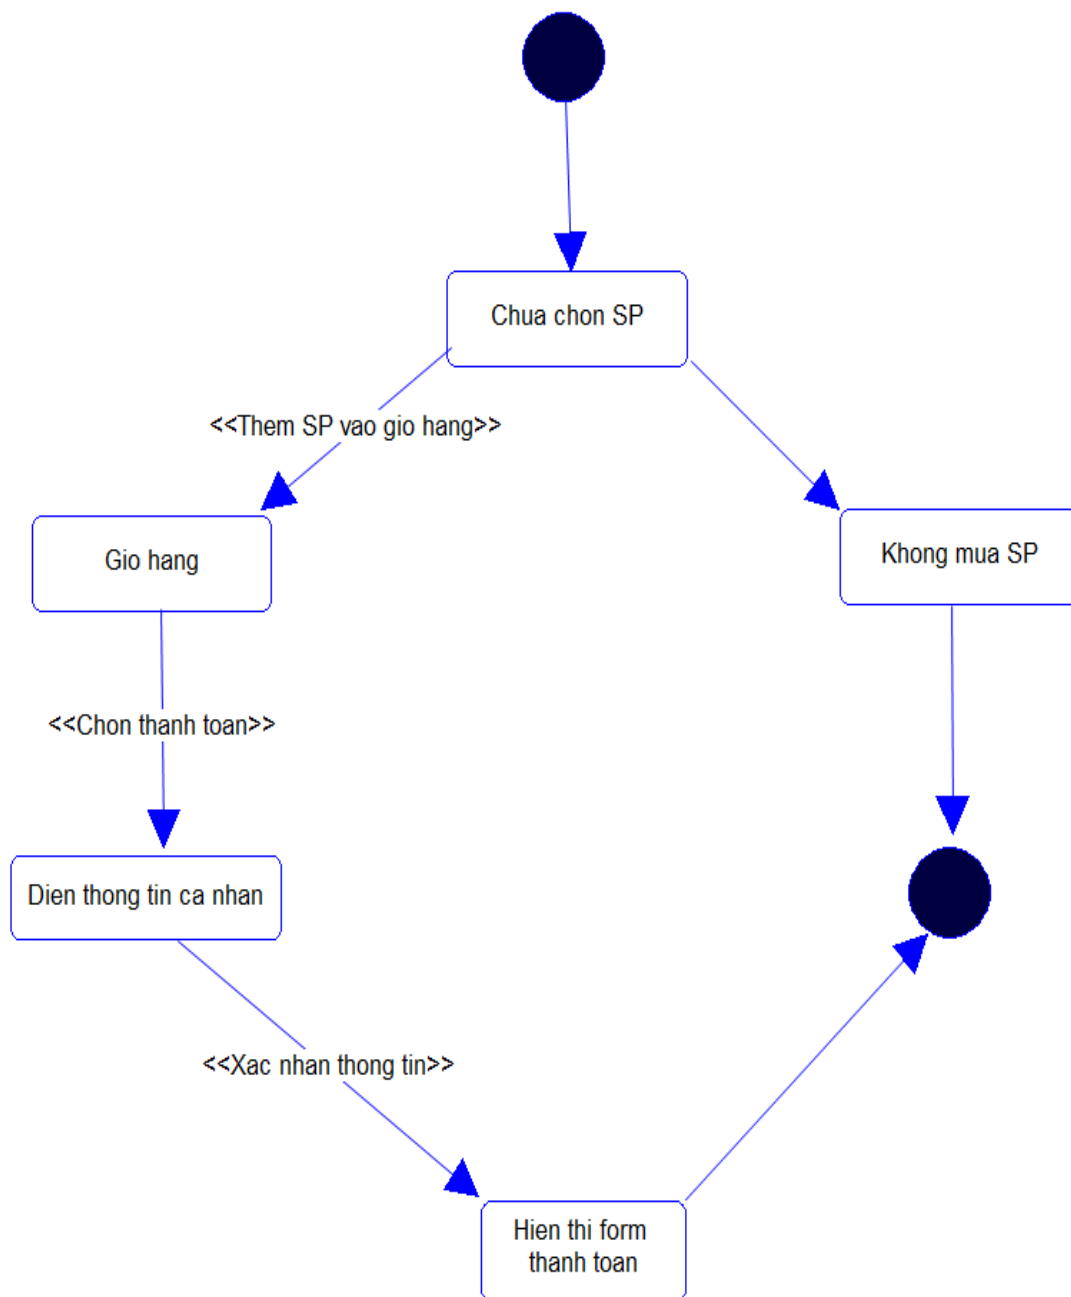 Chua chon SP
<<Them SP vao gio hang>>
Gio hang
Khong mua SP
<<Chon thanh toan>>
Dien thong tin ca nhan
<<Xac nhan thong tin>>
Hien thi form
thanh toan